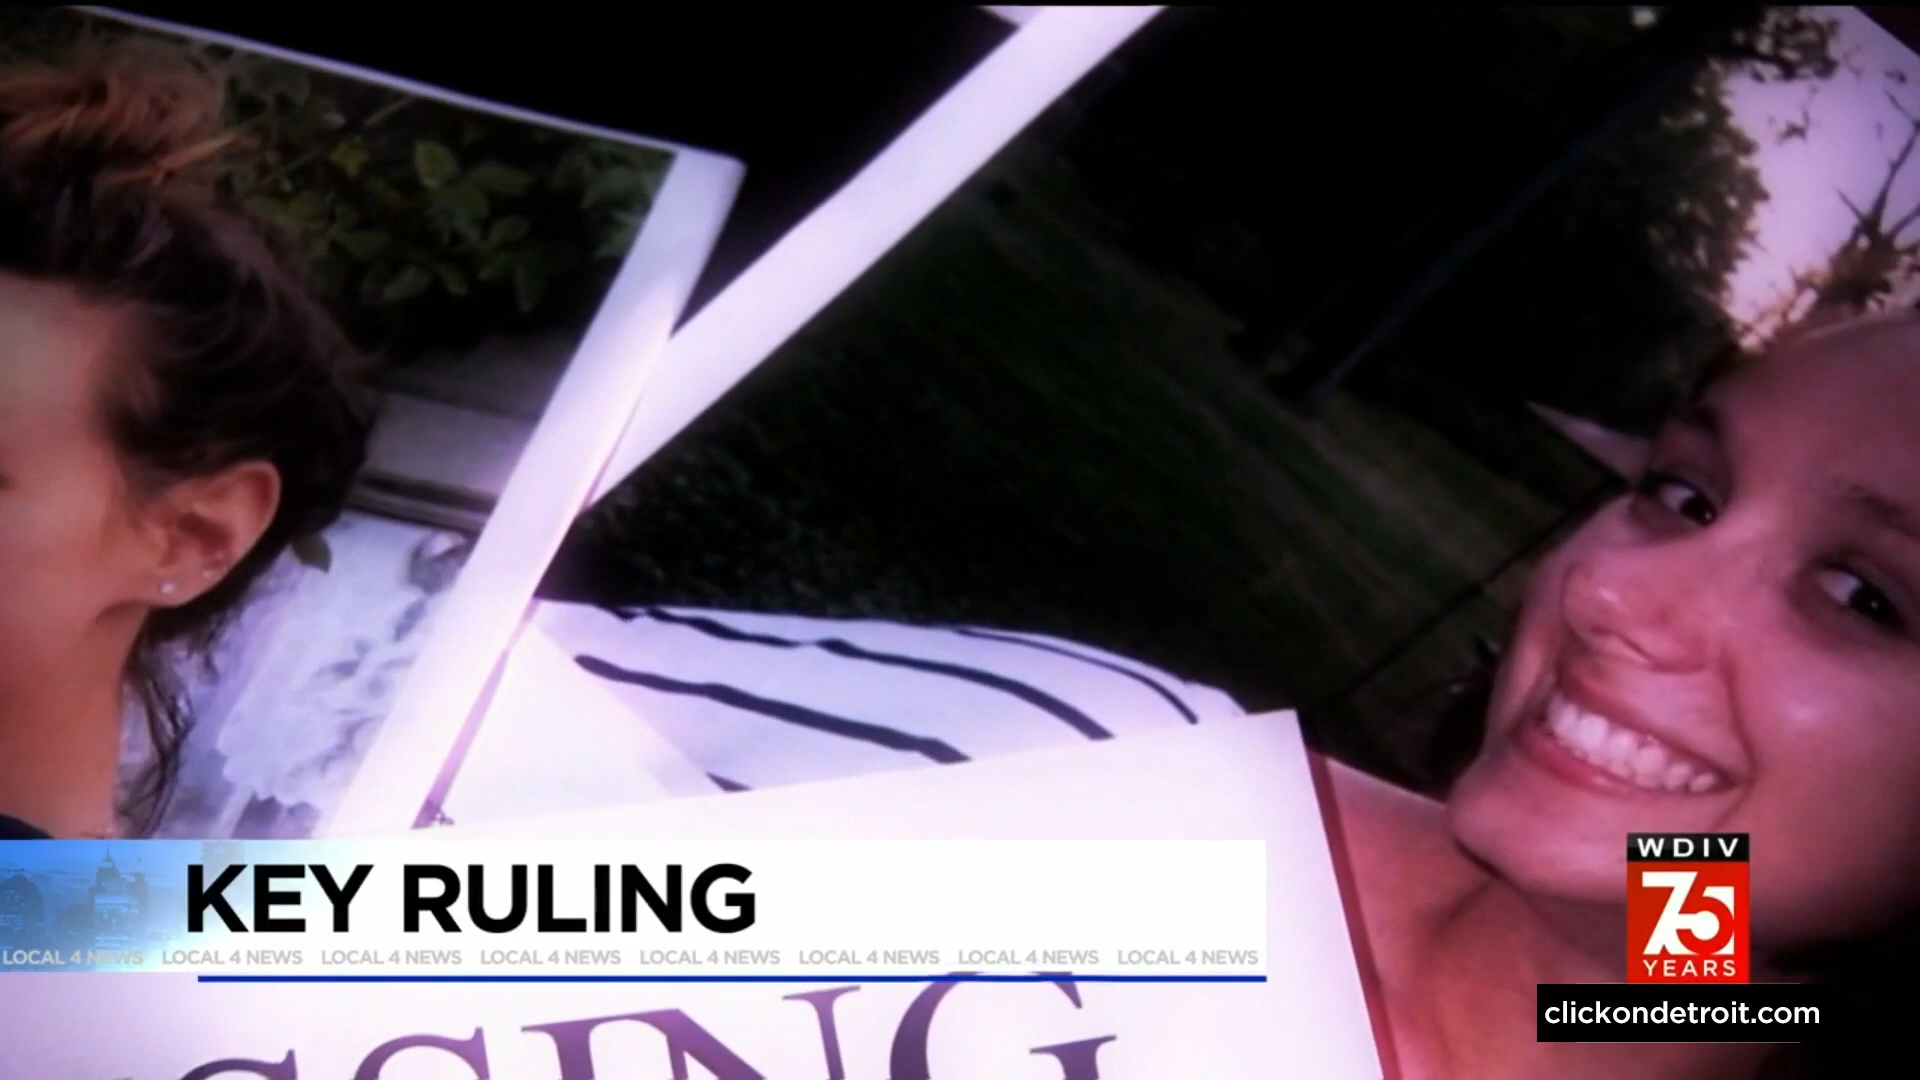 KEY RULING
LOCAL 4 NEWS LOCAL 4 NEWS LOCAL 4 NEWS LOCAL 4 NEWS LOCAL 4 NEWS LOCAL 4 NEWS LOCAL 4 NEWS LOCAL 4 NEWS
SSING
WDIV
75
YEARS
clickondetroit.com